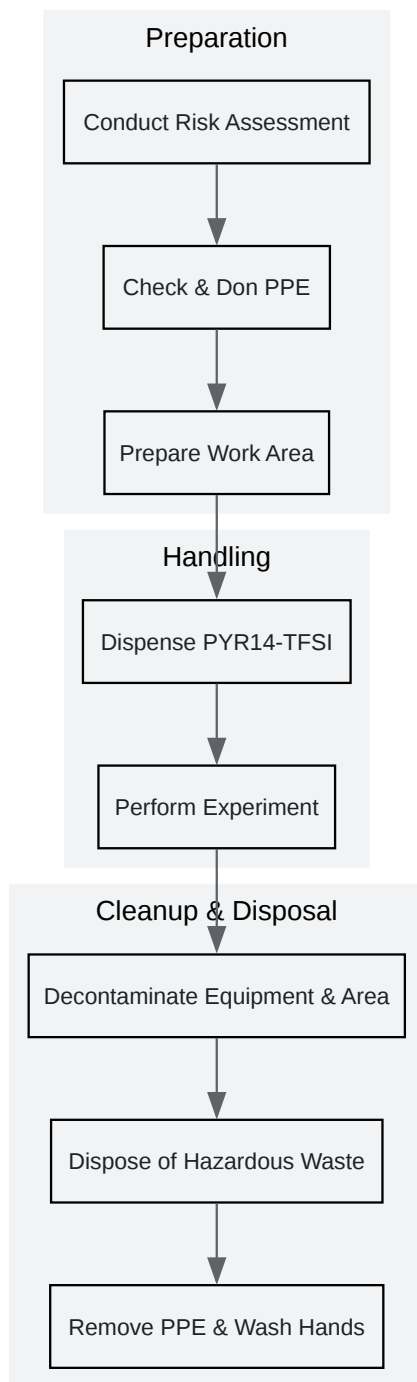 Preparation
Conduct Risk Assessment
Check & Don PPE
Prepare Work Area
Handling
Dispense PYR14-TFSI
Perform Experiment
Cleanup & Disposal
Decontaminate Equipment & Area
Dispose of Hazardous Waste
Remove PPE & Wash Hands